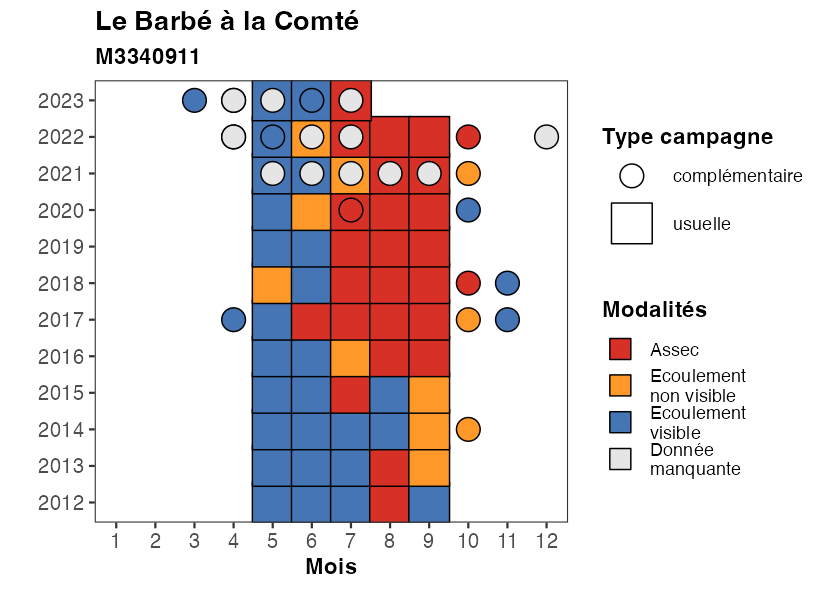 Le Barbé à la Comté
M3340911
2023
2022
2021
2020
2019
2018
2017
2016
2015
2014
2013
2012
1 2 3 4 5 6 7 8 9 10 11 12
Mois
Type campagne
complémentaire
usuelle
Modalités
Assec
Ecoulement
non visible
Ecoulement
visible
Donnée
manquante